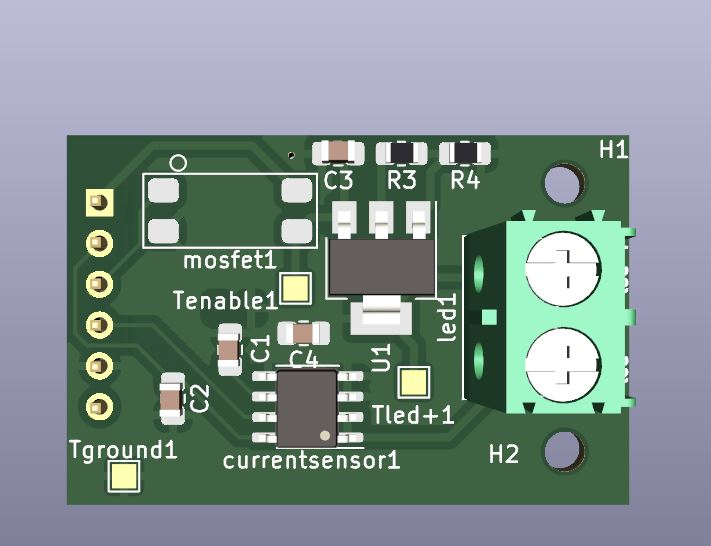 H1
C3
R3
R4
mosfet1
Tenable1
led1
C1
C4
U1
C2
Tled+1
Tground1
currentsensor1
H2